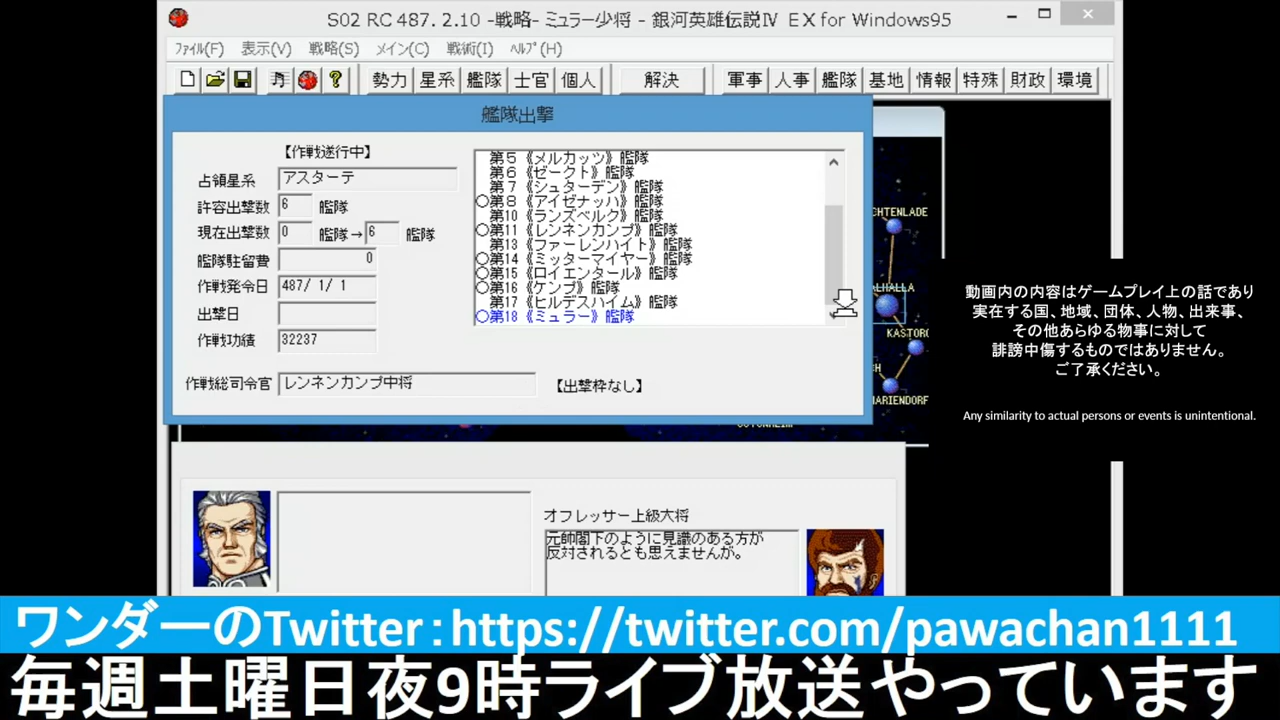 S02 RC 487. 2.10 -戦略- ミュラー少将 - 銀河英雄伝説Ⅳ EX for Windows95
ﾌｧｲﾙ(F) 表示(V) 戦略(S) メイン(C) 戦術(I) ﾍﾙﾌﾟ(H)
勢力 星系 艦隊 士官 個人 解決 軍事 人事 艦隊 基地 情報 特殊 財政 環境
艦隊出撃
【作戦遂行中】
占領星系 アスターテ
許容出撃数 6 艦隊
現在出撃数 0 艦隊→6 艦隊
艦隊駐留費 0
作戦発令日 487/ 1/ 1
出撃日
作戦功績 32237
作戦総司令官 レンネンカンプ中将 【出撃枠なし】
第5《メルカッツ》艦隊
第6《ゼークト》艦隊
第7《シュターデン》艦隊
○第8《アイゼナッハ》艦隊
第10《ランズベルク》艦隊
○第11《レンネンカンプ》艦隊
第13《ファーレンハイト》艦隊
○第14《ミッターマイヤー》艦隊
○第15《ロイエンタール》艦隊
○第16《ケンプ》艦隊
第17《ヒルデスハイム》艦隊
○第18《ミュラー》艦隊
CHTENLADE
ALHALLA
KASTRO
MARIENDORF
オフレッサー上級大将
元帥閣下のように見識のある方が
反対されるとも思えませんが。
動画内の内容はゲームプレイ上の話であり
実在する国、地域、団体、人物、出来事、
その他あらゆる物事に対して
誹謗中傷するものではありません。
ご了承ください。
Any similarity to actual persons or events is unintentional.
ワンダーのTwitter：https://twitter.com/pawachan1111
毎週土曜日夜9時ライブ放送やっています